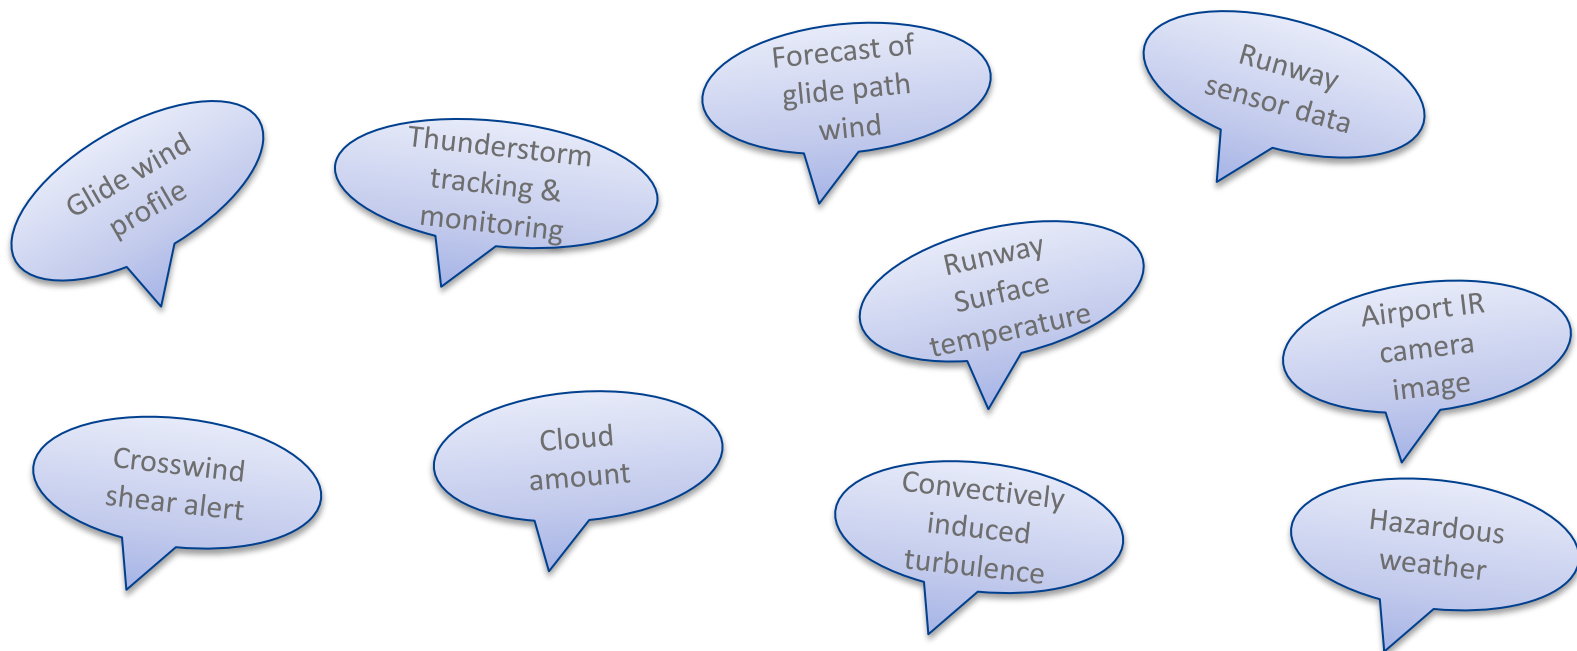 Forecast of
glide path
wind
Runway
sensor data
Glide wind
profile
Thunderstorm
tracking &
monitoring
Runway
Surface
temperature
Airport IR
camera
image
Crosswind
shear alert
Cloud
amount
Convectively
induced
turbulence
Hazardous
weather